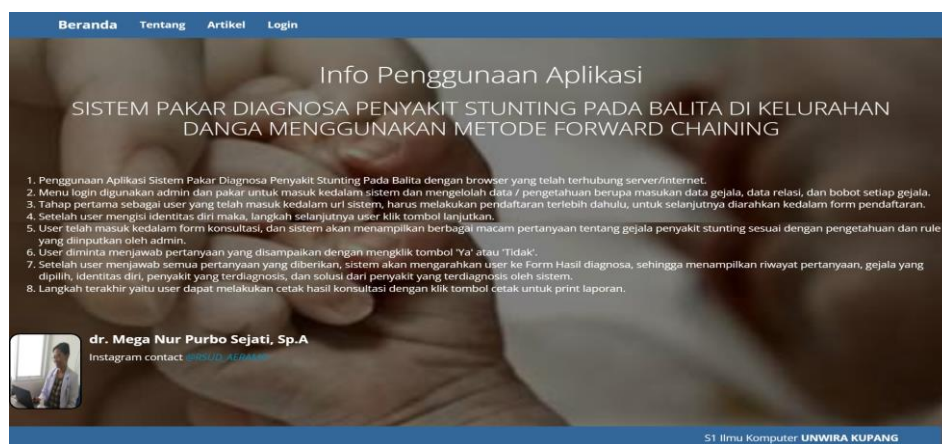 Beranda Tentang Artikel Login
Info Penggunaan Aplikasi
SISTEM PAKAR DIAGNOSA PENYAKIT STUNTING PADA BALITA DI KELURAHAN
DANGA MENGGUNAKAN METODE FORWARD CHAINING
1. Penggunaan Aplikasi Sistem Pakar Diagnosa Penyakit Stunting Pada Balita dengan browser yang telah terhubung server/internet.
2. Menu login digunakan admin dan pakar untuk masuk kedalam sistem dan mengelolah data / pengetahuan berupa masukan data gejala, data relasi, dan bobot setiap gejala.
3. Tahap pertama sebagai user yang telah masuk kedalam url sistem, harus melakukan pendaftaran terlebih dahulu, untuk selanjutnya diarahkan kedalam form pendaftaran.
4. Setelah user mengisi identitas diri maka, langkah selanjutnya user klik tombol lanjutkan.
5. User telah masuk kedalam form konsultasi, dan sistem akan menampilkan berbagai macam pertanyaan tentang gejala penyakit stunting sesuai dengan pengetahuan dan rule
yang diinputkan oleh admin.
6. User diminta menjawab pertanyaan yang disampaikan dengan mengklik tombol 'Ya' atau 'Tidak'.
7. Setelah user menjawab semua pertanyaan yang diberikan, sistem akan mengarahkan user ke Form Hasil diagnosa, sehingga menampilkan riwayat pertanyaan, gejala yang
dipilih, identitas diri, penyakit yang terdiagnosis, dan solusi dari penyakit yang terdiagnosis oleh sistem.
8. Langkah terakhir yaitu user dapat melakukan cetak hasil konsultasi dengan klik tombol cetak untuk print laporan.
dr. Mega Nur Purbo Sejati, Sp.A
Instagram contact
S1 Ilmu Komputer UNWIRA KUPANG